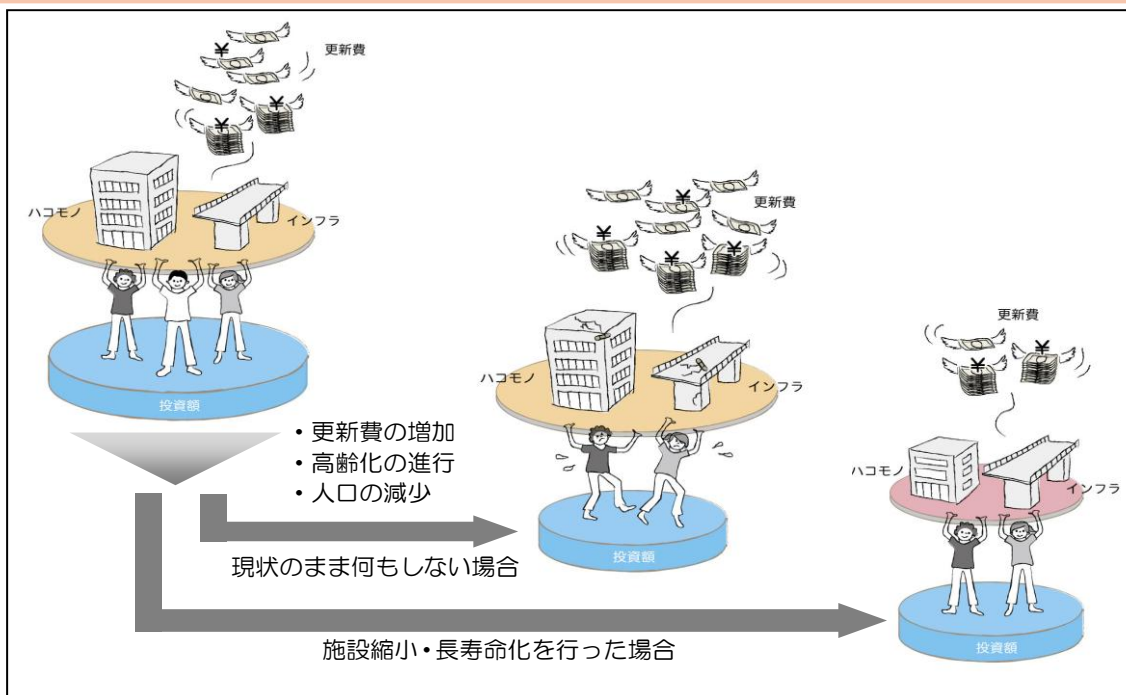 更新費
¥
¥
¥
ハコモノ
インフラ
投資額
・更新費の増加
・高齢化の進行
・人口の減少
更新費
¥
¥
¥
¥
ハコモノ
インフラ
投資額
現状のまま何もしない場合
更新費
¥
¥
ハコモノ
インフラ
投資額
施設縮小・長寿命化を行った場合